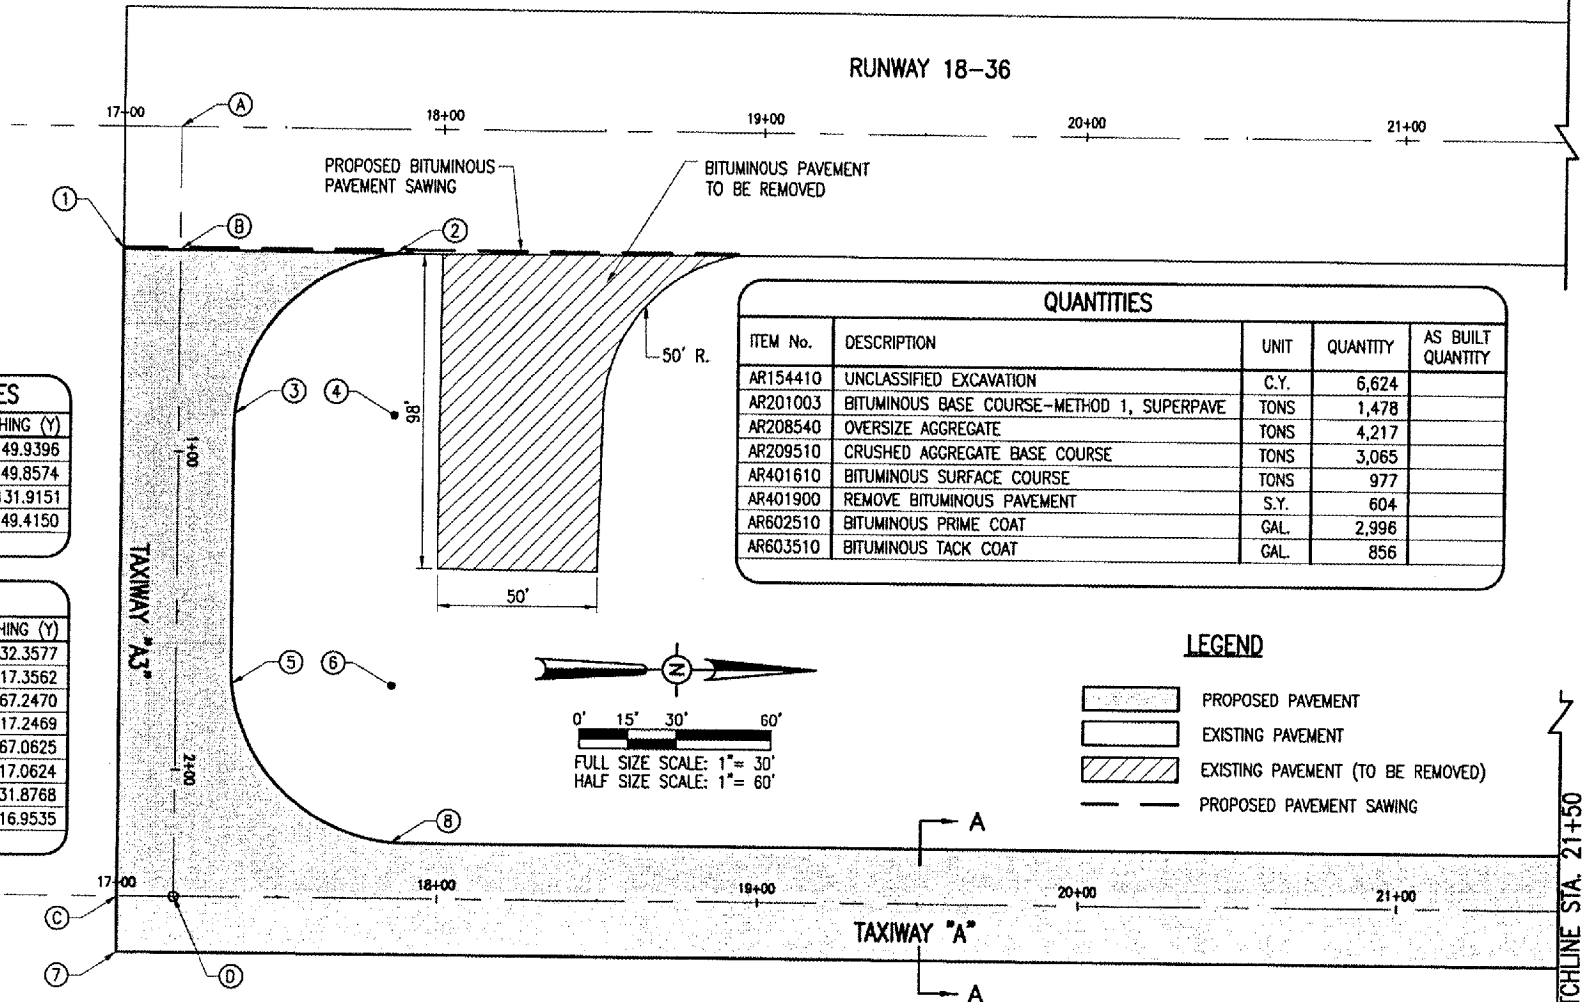 RUNWAY 18-36
17+00
A
18+00
19+00
20+00
21+00
PROPOSED BITUMINOUS
PAVEMENT SAWING
BITUMINOUS PAVEMENT
TO BE REMOVED
1
B
2
3
4
98'
50' R.
50'
1+00
TAXIWAY "A3"
5
6
2+00
8
QUANTITIES
ITEM No. DESCRIPTION UNIT QUANTITY AS BUILT QUANTITY
AR154410 UNCLASSIFIED EXCAVATION C.Y. 6,624
AR201003 BITUMINOUS BASE COURSE-METHOD 1, SUPERPAVE TONS 1,478
AR208540 OVERSIZE AGGREGATE TONS 4,217
AR209510 CRUSHED AGGREGATE BASE COURSE TONS 3,065
AR401610 BITUMINOUS SURFACE COURSE TONS 977
AR401900 REMOVE BITUMINOUS PAVEMENT S.Y. 604
AR602510 BITUMINOUS PRIME COAT GAL. 2,996
AR603510 BITUMINOUS TACK COAT GAL. 856
ES
HING (Y)
49.9396
49.8574
31.9151
49.4150
HING (Y)
32.3577
17.3562
67.2470
17.2469
67.0625
17.0624
31.8768
16.9535
N
0' 15' 30' 60'
FULL SIZE SCALE: 1"= 30'
HALF SIZE SCALE: 1"= 60'
LEGEND
PROPOSED PAVEMENT
EXISTING PAVEMENT
EXISTING PAVEMENT (TO BE REMOVED)
PROPOSED PAVEMENT SAWING
A
17+00
18+00
19+00
20+00
21+00
C
TAXIWAY "A"
7
D
A
TCHLINE STA. 21+50